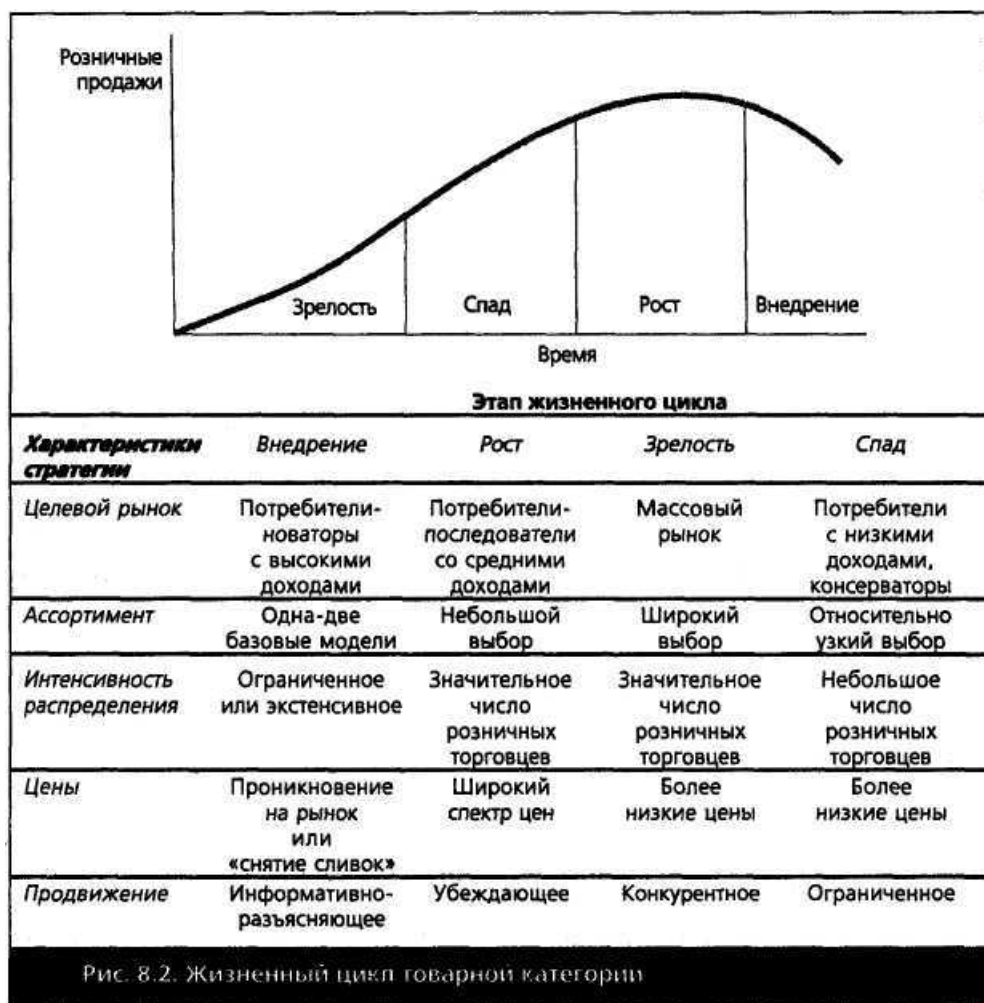 Розничные
продажи
Зрелость Спад Рост Внедрение
Время
Этап жизненного цикла
Характеристики стратегии Внедрение Рост Зрелость Спад
Целевой рынок Потребители- Потребители- Массовый Потребители
новаторы последователи рынок с низкими
с высокими со средними доходами,
доходами доходами консерваторы
Ассортимент Одна-две Небольшой Широкий Относительно
базовые модели выбор выбор узкий выбор
Интенсивность Ограниченное Значительное Значительное Небольшое
распределения или экстенсивное число число число
розничных розничных розничных
торговцев торговцев торговцев
Цены Проникновение Широкий Более Более
на рынок спектр цен низкие цены низкие цены
или
«снятие сливок»
Продвижение Информативно- Убеждающее Конкурентное Ограниченное
разъясняющее
Рис. 8.2. Жизненный цикл товарной категории